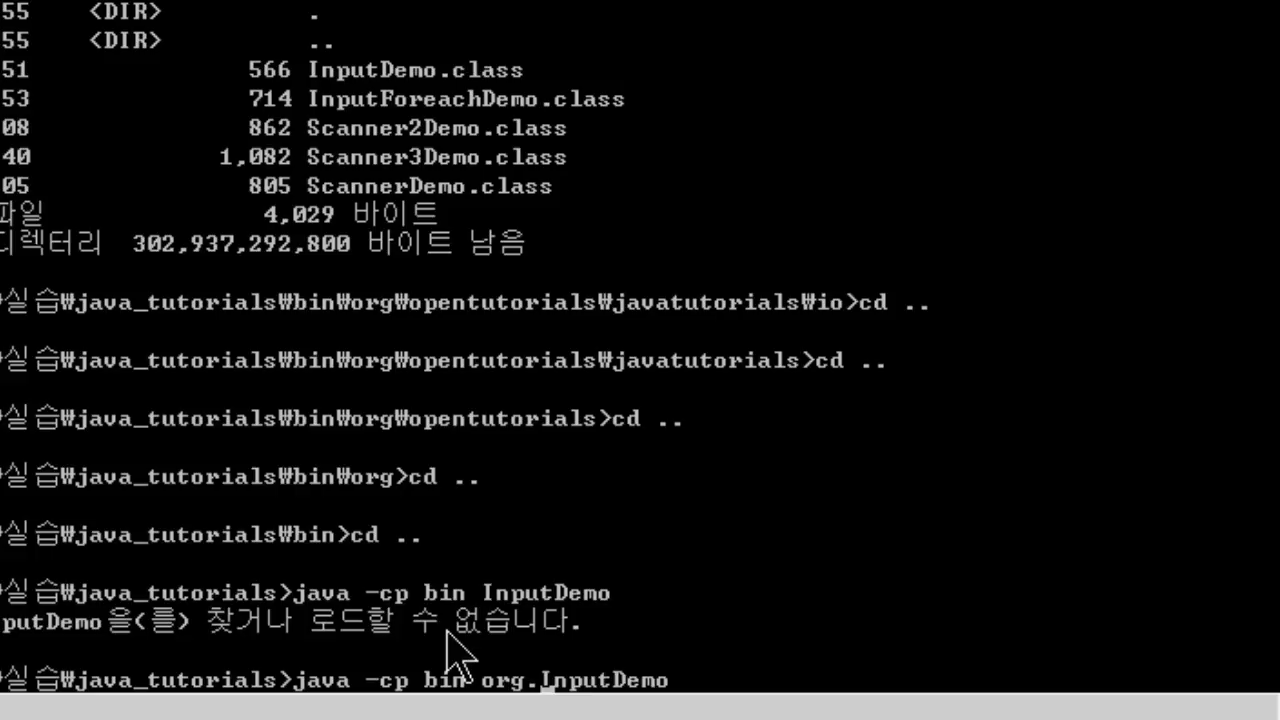 55 <DIR> .
55 <DIR> ..
51 566 InputDemo.class
53 714 InputForeachDemo.class
08 862 Scanner2Demo.class
40 1,082 Scanner3Demo.class
05 805 ScannerDemo.class
파일 4,029 바이트
디렉터리 302,937,292,800 바이트 남음
실습₩java_tutorials₩bin₩org₩opentutorials₩javatutorials₩io>cd ..
실습₩java_tutorials₩bin₩org₩opentutorials₩javatutorials>cd ..
실습₩java_tutorials₩bin₩org₩opentutorials>cd ..
실습₩java_tutorials₩bin₩org>cd ..
실습₩java_tutorials₩bin>cd ..
실습₩java_tutorials>java -cp bin InputDemo
putDemo을(를) 찾거나 로드할 수 없습니다.
실습₩java_tutorials>java -cp bin org.InputDemo